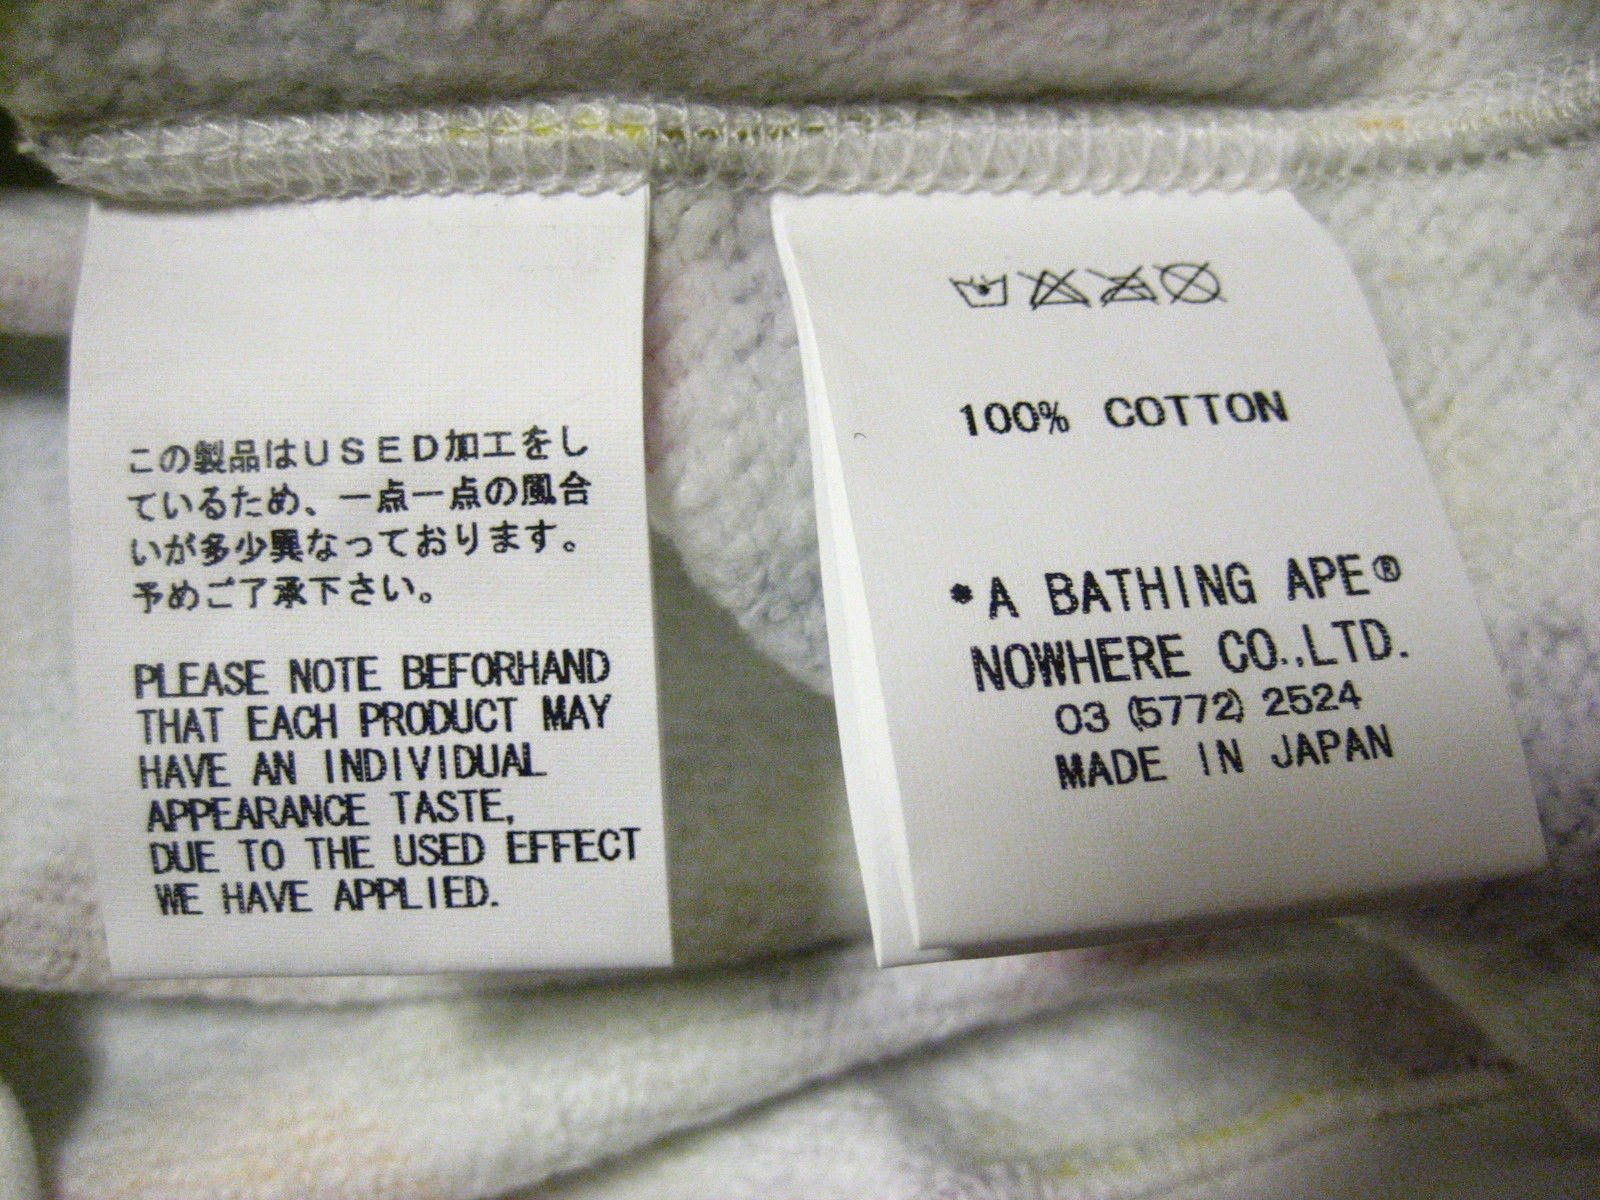 この製品はＵＳＥＤ加工をし
ているため、一点一点の風合
いが多少異なっております。
予めご了承下さい。
PLEASE NOTE BEFORHAND
THAT EACH PRODUCT MAY
HAVE AN INDIVIDUAL
APPEARANCE TASTE,
DUE TO THE USED EFFECT
WE HAVE APPLIED.
100% COTTON
*A BATHING APE®
NOWHERE CO.,LTD.
03 (5772) 2524
MADE IN JAPAN